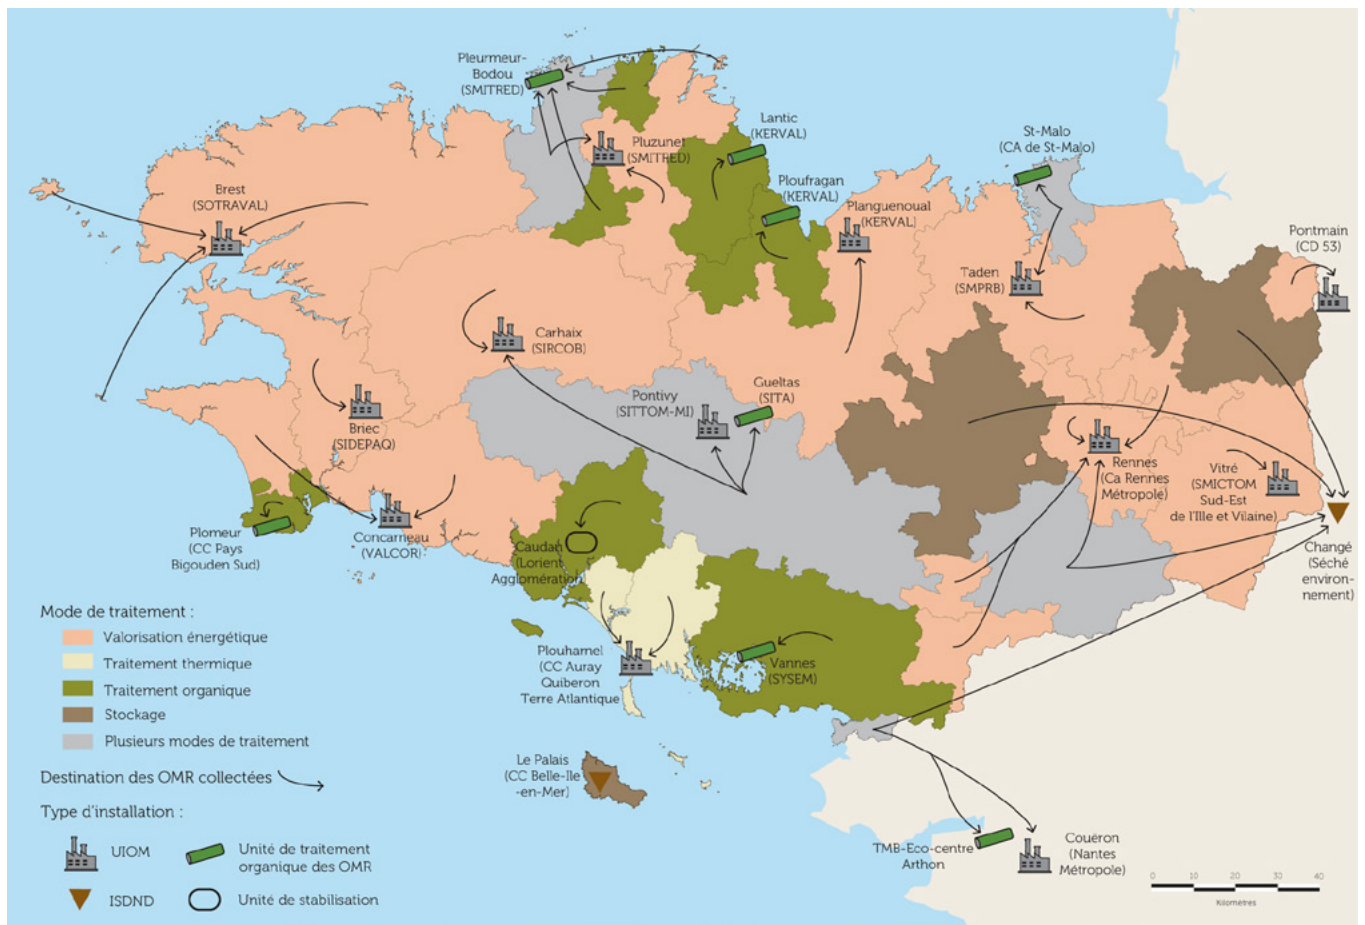 Pleurmeur-
Bodou
(SMITRED)
Lantic
(KERVAL)
St-Malo
(CA de St-Malo)
Pluzunet
(SMITRED)
Ploufragan
(KERVAL)
Brest
(SOTRAVAL)
Planguenoual
(KERVAL)
Pontmain
(CD 53)
Taden
(SMPRB)
Carhaix
(SIRCOB)
Pontivy
(SITTOM-MI)
Gueltas
(SITA)
Briec
(SIDEPAQ)
Rennes
(Ca Rennes
Métropole)
Vitré
(SMICTOM
Sud-Est
de l'Ille et Vilaine)
Plomeur
(CC Pays
Bigouden Sud)
Concarneau
(VALCOR)
Caudan
(Lorient
Agglomération)
Changé
(Séché
environ-
nement)
Plouharnel
(CC Auray
Quiberon
Terre Atlantique)
Vannes
(SYSEM)
Le Palais
(CC Belle-Ile
-en-Mer)
TMB-Eco-centre
Arthon
Couëron
(Nantes
Métropole)
Mode de traitement :
Valorisation énergétique
Traitement thermique
Traitement organique
Stockage
Plusieurs modes de traitement
Destination des OMR collectées
Type d'installation :
UIOM
Unité de traitement
organique des OMR
ISDND
Unité de stabilisation
0 10 20 30 40
Kilomètres